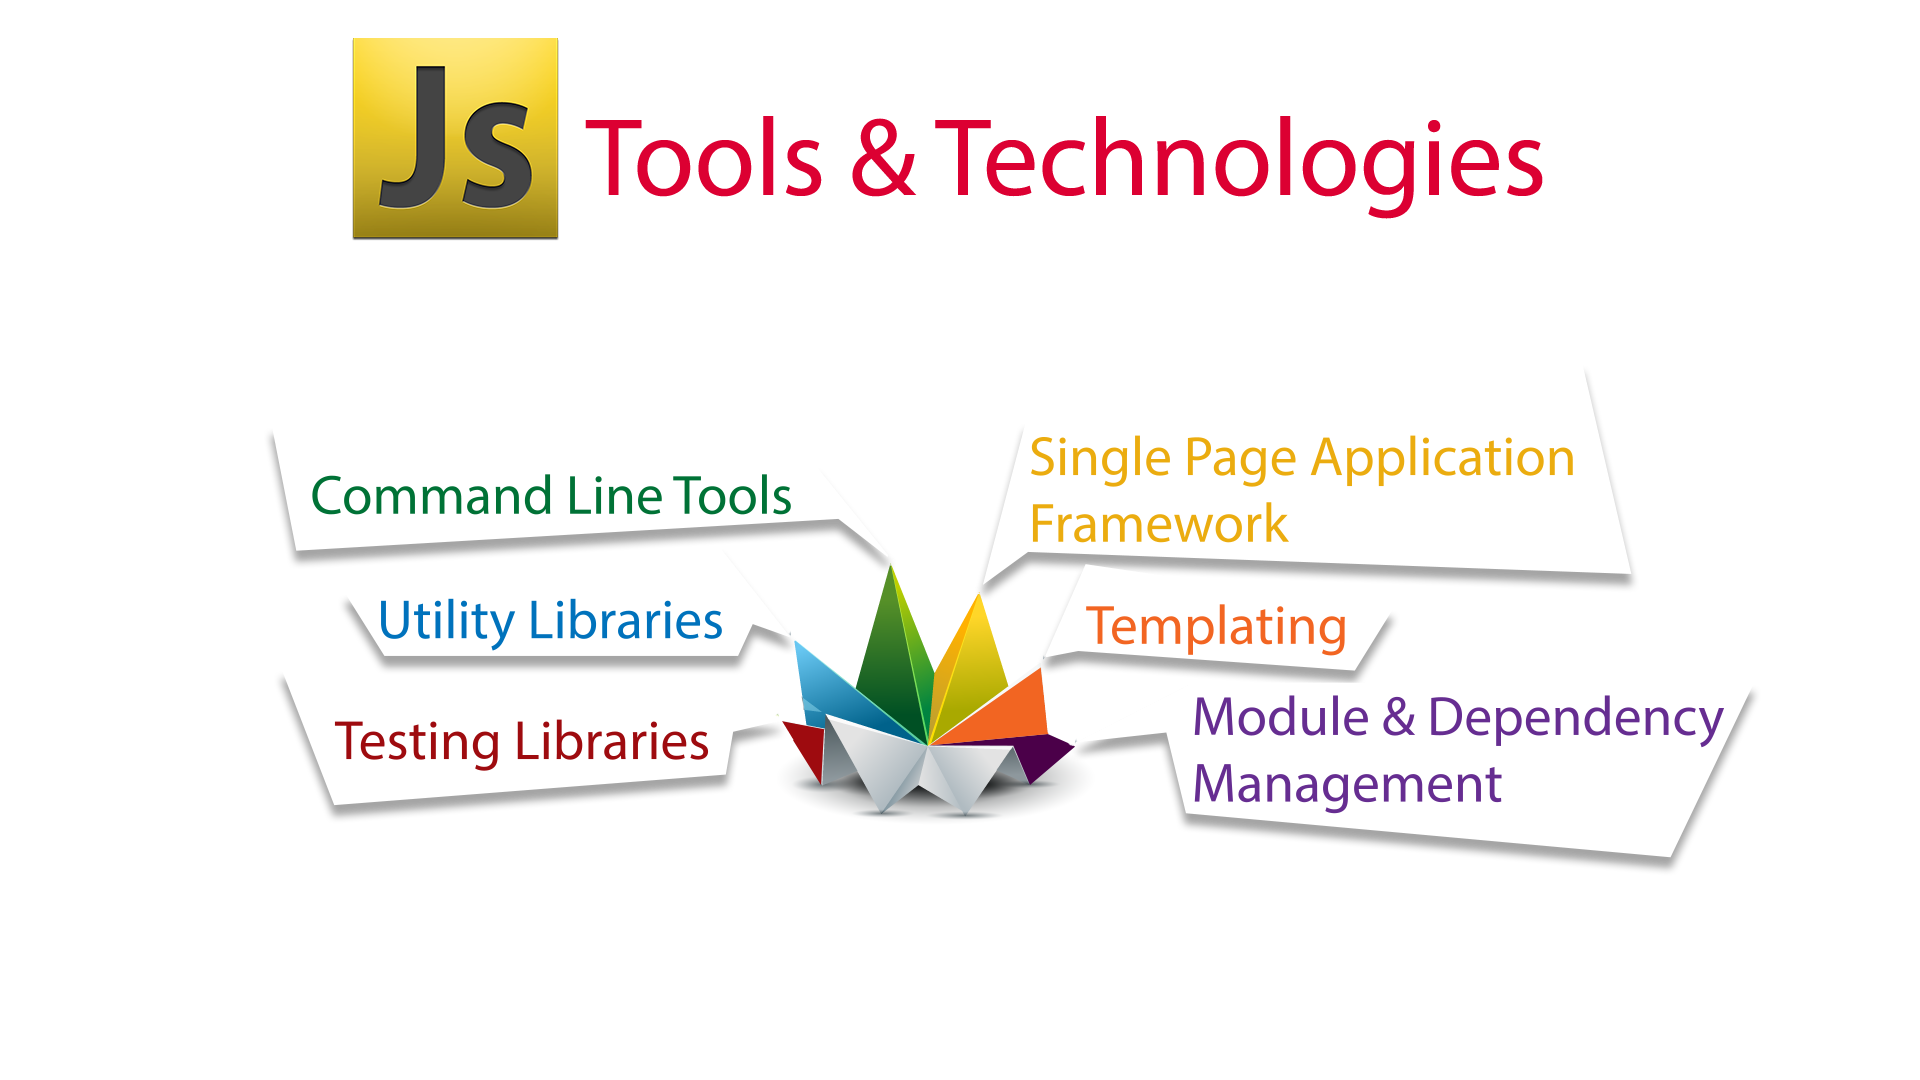 Js Tools & Technologies
Command Line Tools
Single Page Application
Framework
Utility Libraries
Templating
Testing Libraries
Module & Dependency
Management